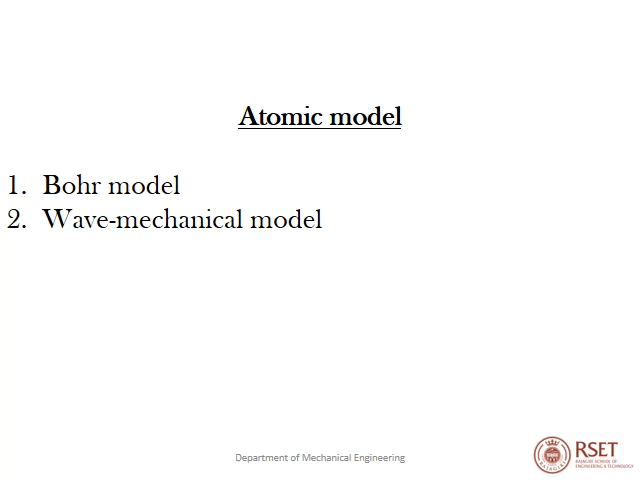 Atomic model
1. Bohr model
2. Wave-mechanical model
Department of Mechanical Engineering
RSET
RAJAGIRI SCHOOL OF
ENGINEERING & TECHNOLOGY
RAJAGIRI